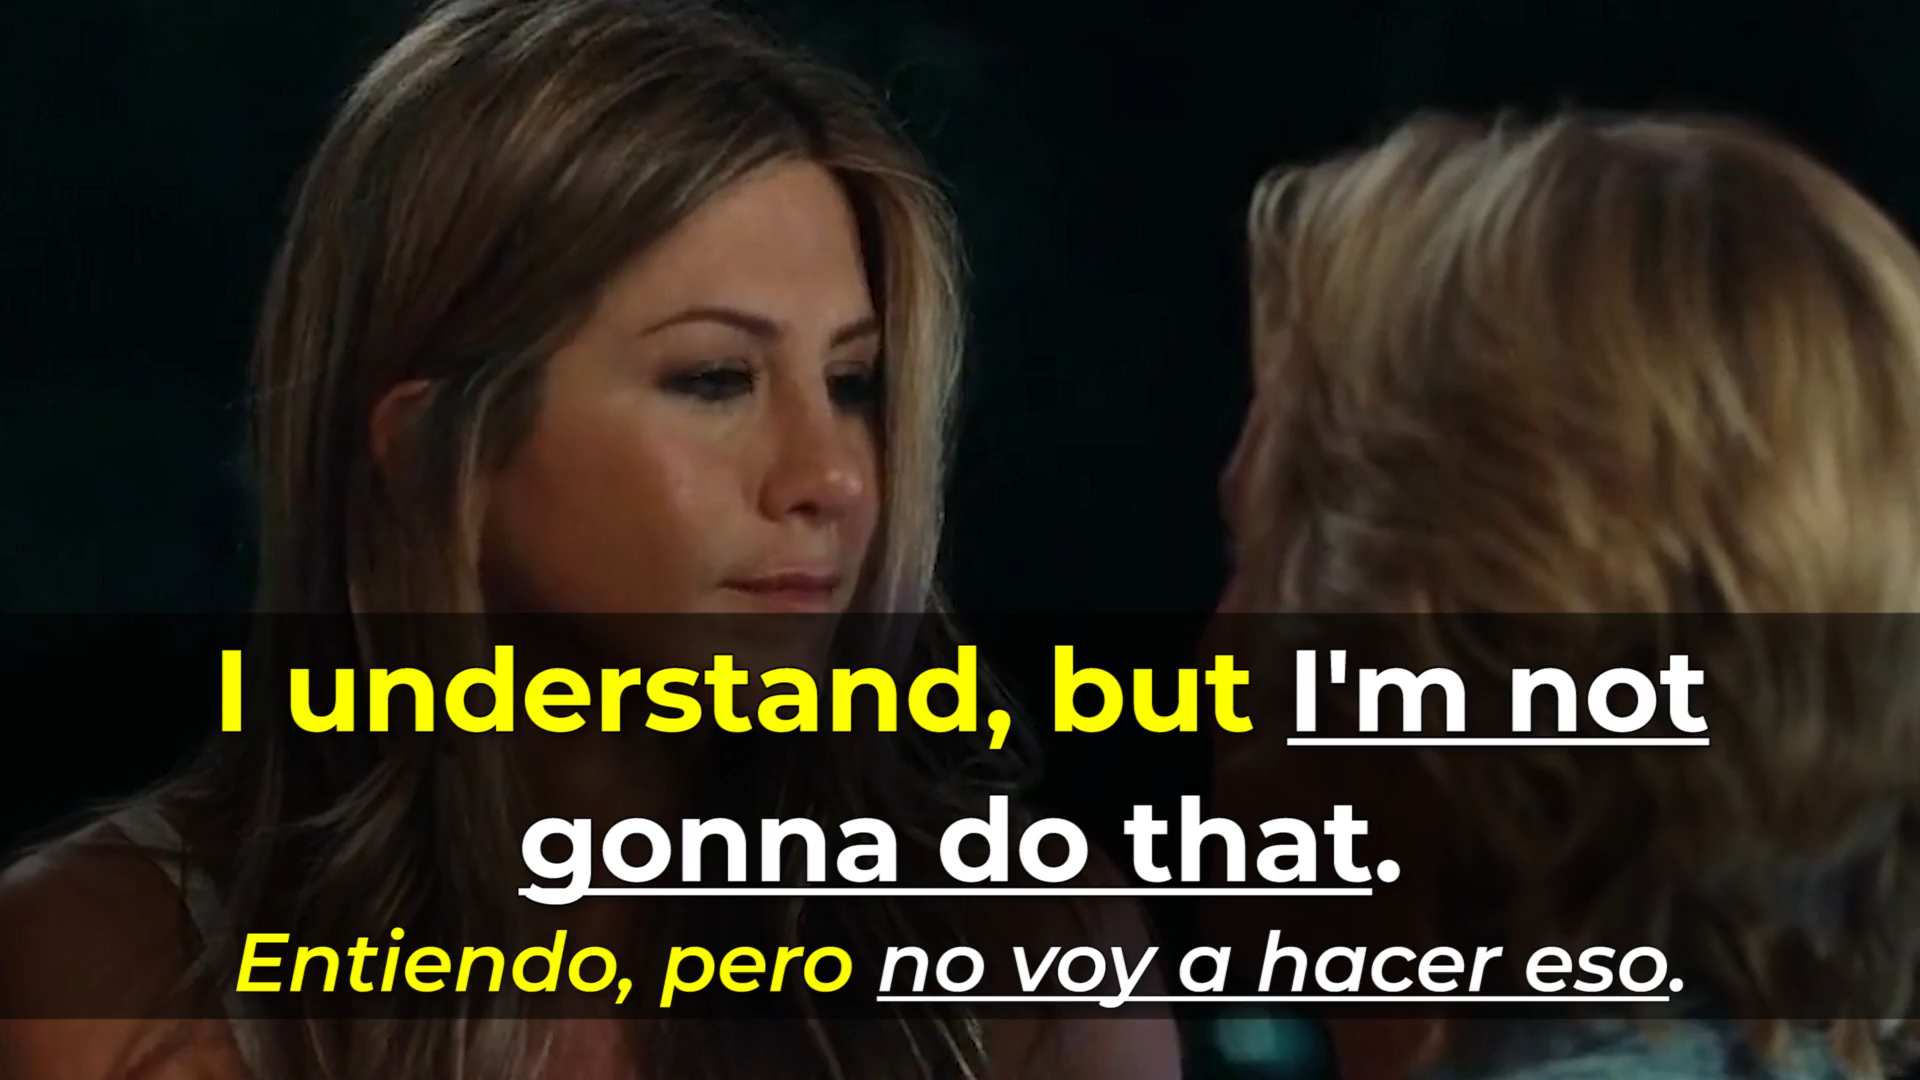 I understand, but I'm not
gonna do that.
Entiendo, pero no voy a hacer eso.